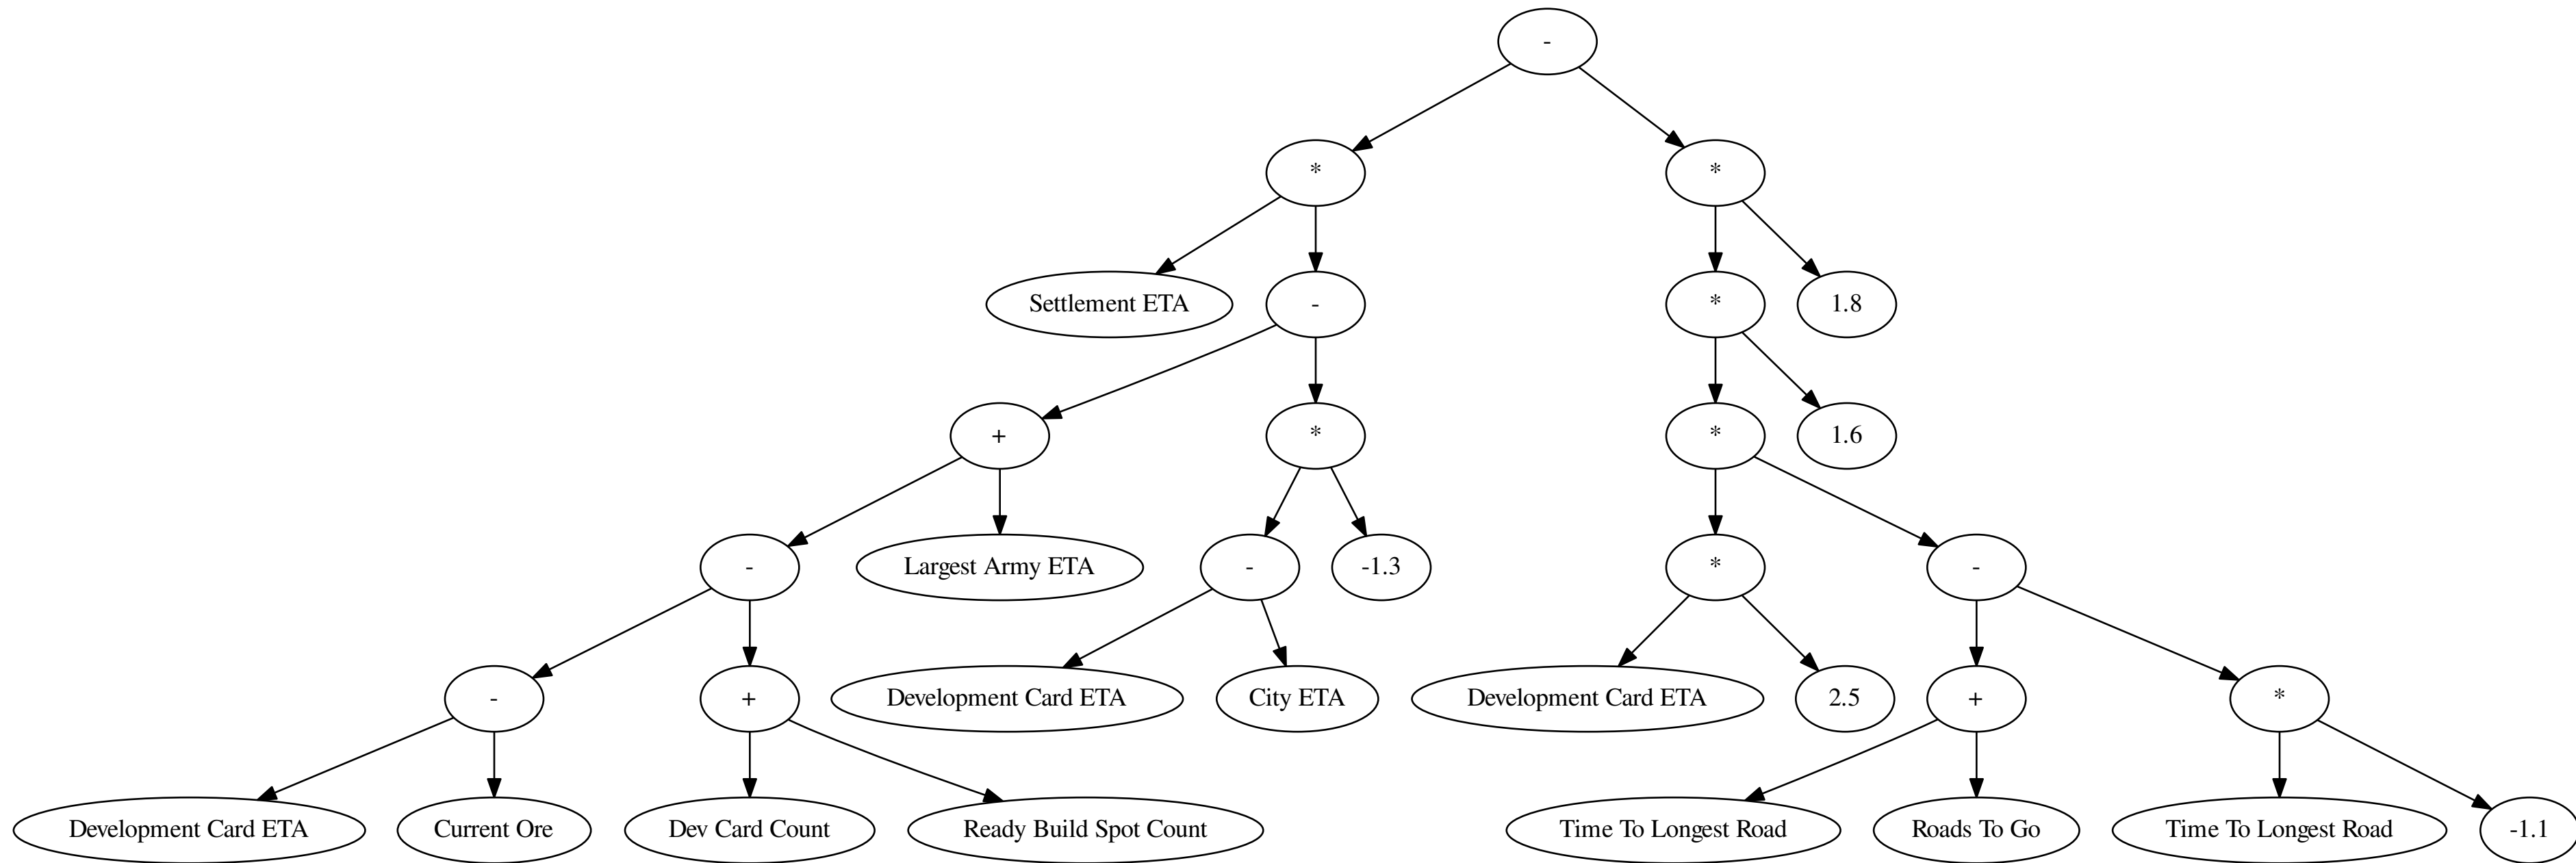 -
*
*
Settlement ETA
-
*
1.8
+
*
*
1.6
-
Largest Army ETA
-
-1.3
*
-
-
+
Development Card ETA
City ETA
Development Card ETA
2.5
+
*
Development Card ETA
Current Ore
Dev Card Count
Ready Build Spot Count
Time To Longest Road
Roads To Go
Time To Longest Road
-1.1